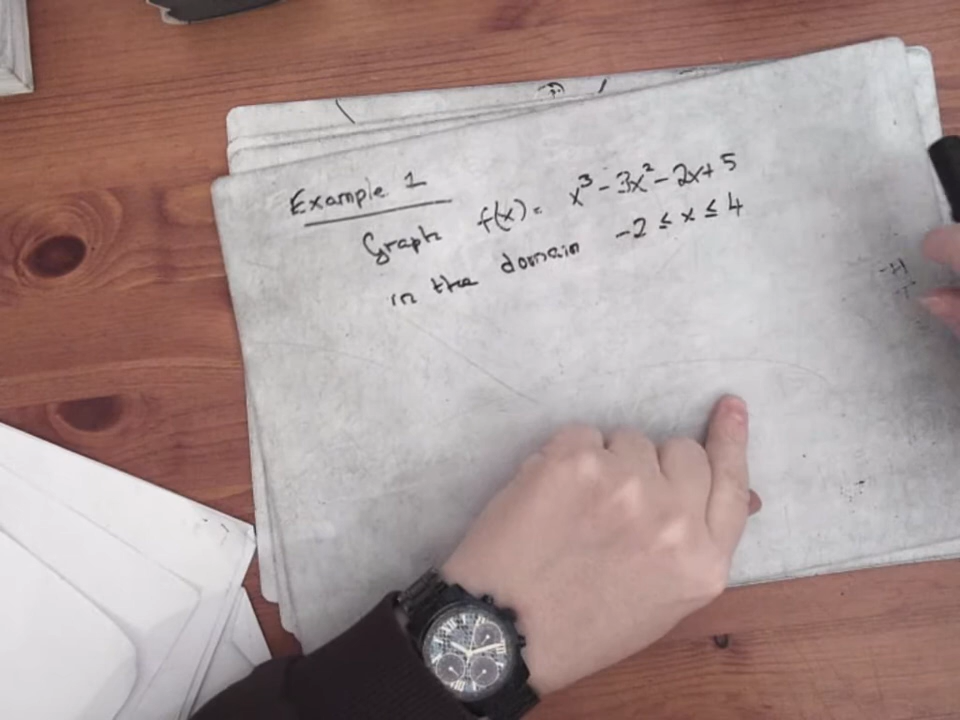 Example 1
Graph f(x) = x³ - 3x² - 2x + 5
in the domain -2 ≤ x ≤ 4